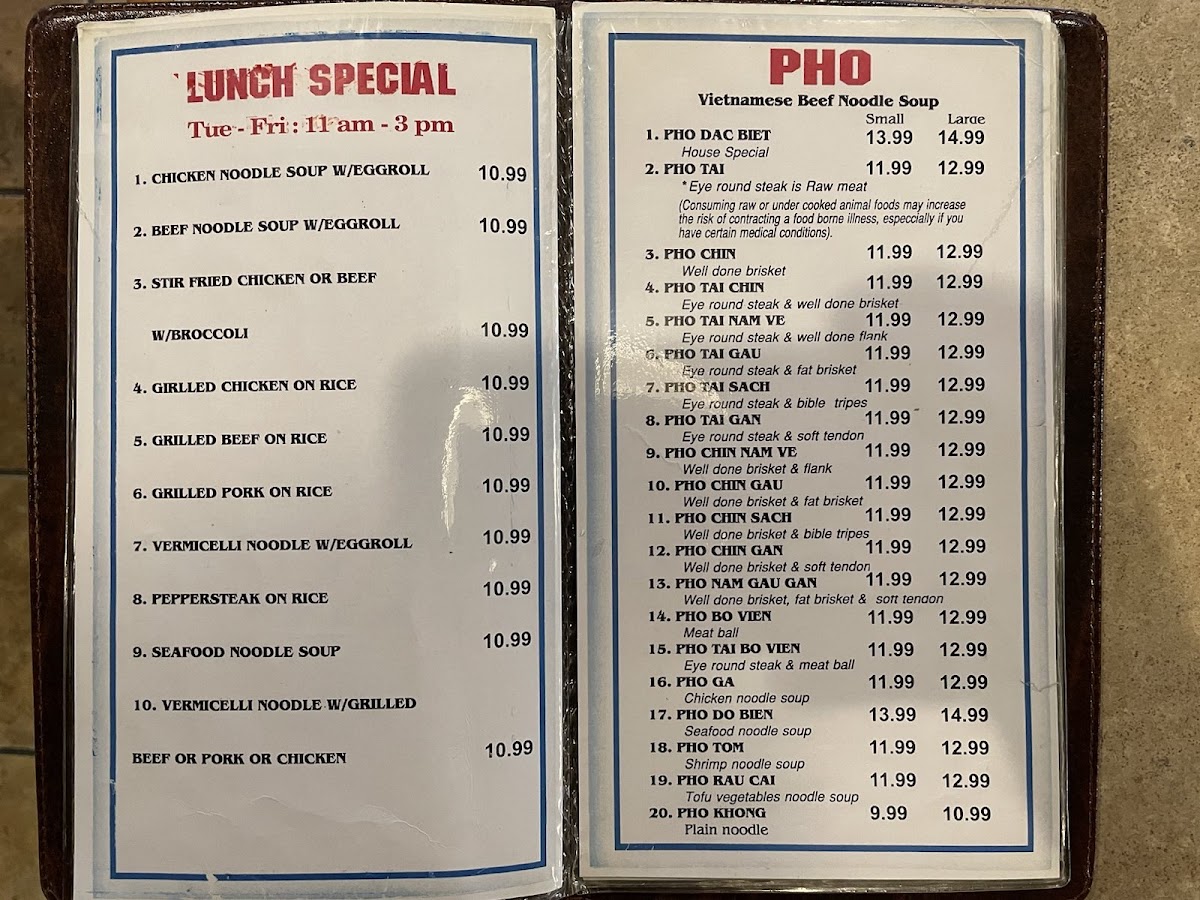 LUNCH SPECIAL
Tue - Fri : 11 am - 3 pm
1. CHICKEN NOODLE SOUP W/EGGROLL 10.99
2. BEEF NOODLE SOUP W/EGGROLL 10.99
3. STIR FRIED CHICKEN OR BEEF
W/BROCCOLI 10.99
4. GIRLLED CHICKEN ON RICE 10.99
5. GRILLED BEEF ON RICE 10.99
6. GRILLED PORK ON RICE 10.99
7. VERMICELLI NOODLE W/EGGROLL 10.99
8. PEPPERSTEAK ON RICE 10.99
9. SEAFOOD NOODLE SOUP 10.99
10. VERMICELLI NOODLE W/GRILLED
BEEF OR PORK OR CHICKEN 10.99
PHO
Vietnamese Beef Noodle Soup
Small Large
1. PHO DAC BIET 13.99 14.99
House Special
2. PHO TAI 11.99 12.99
*Eye round steak is Raw meat
(Consuming raw or under cooked animal foods may increase
the risk of contracting a food borne illness, especcially if you
have certain medical conditions).
3. PHO CHIN 11.99 12.99
Well done brisket
4. PHO TAI CHIN 11.99 12.99
Eye round steak & well done brisket
5. PHO TAI NAM VE 11.99 12.99
Eye round steak & well done flank
6. PHO TAI GAU 11.99 12.99
Eye round steak & fat brisket
7. PHO TAI SACH 11.99 12.99
Eye round steak & bible tripes
8. PHO TAI GAN 11.99 12.99
Eye round steak & soft tendon
9. PHO CHIN NAM VE 11.99 12.99
Well done brisket & flank
10. PHO CHIN GAU 11.99 12.99
Well done brisket & fat brisket
11. PHO CHIN SACH 11.99 12.99
Well done brisket & bible tripes
12. PHO CHIN GAN 11.99 12.99
Well done brisket & soft tendon
13. PHO NAM GAU GAN 11.99 12.99
Well done brisket, fat brisket & soft tendon
14. PHO BO VIEN 11.99 12.99
Meat ball
15. PHO TAI BO VIEN 11.99 12.99
Eye round steak & meat ball
16. PHO GA 11.99 12.99
Chicken noodle soup
17. PHO DO BIEN 13.99 14.99
Seafood noodle soup
18. PHO TOM 11.99 12.99
Shrimp noodle soup
19. PHO RAU CAI 11.99 12.99
Tofu vegetables noodle soup
20. PHO KHONG 9.99 10.99
Plain noodle